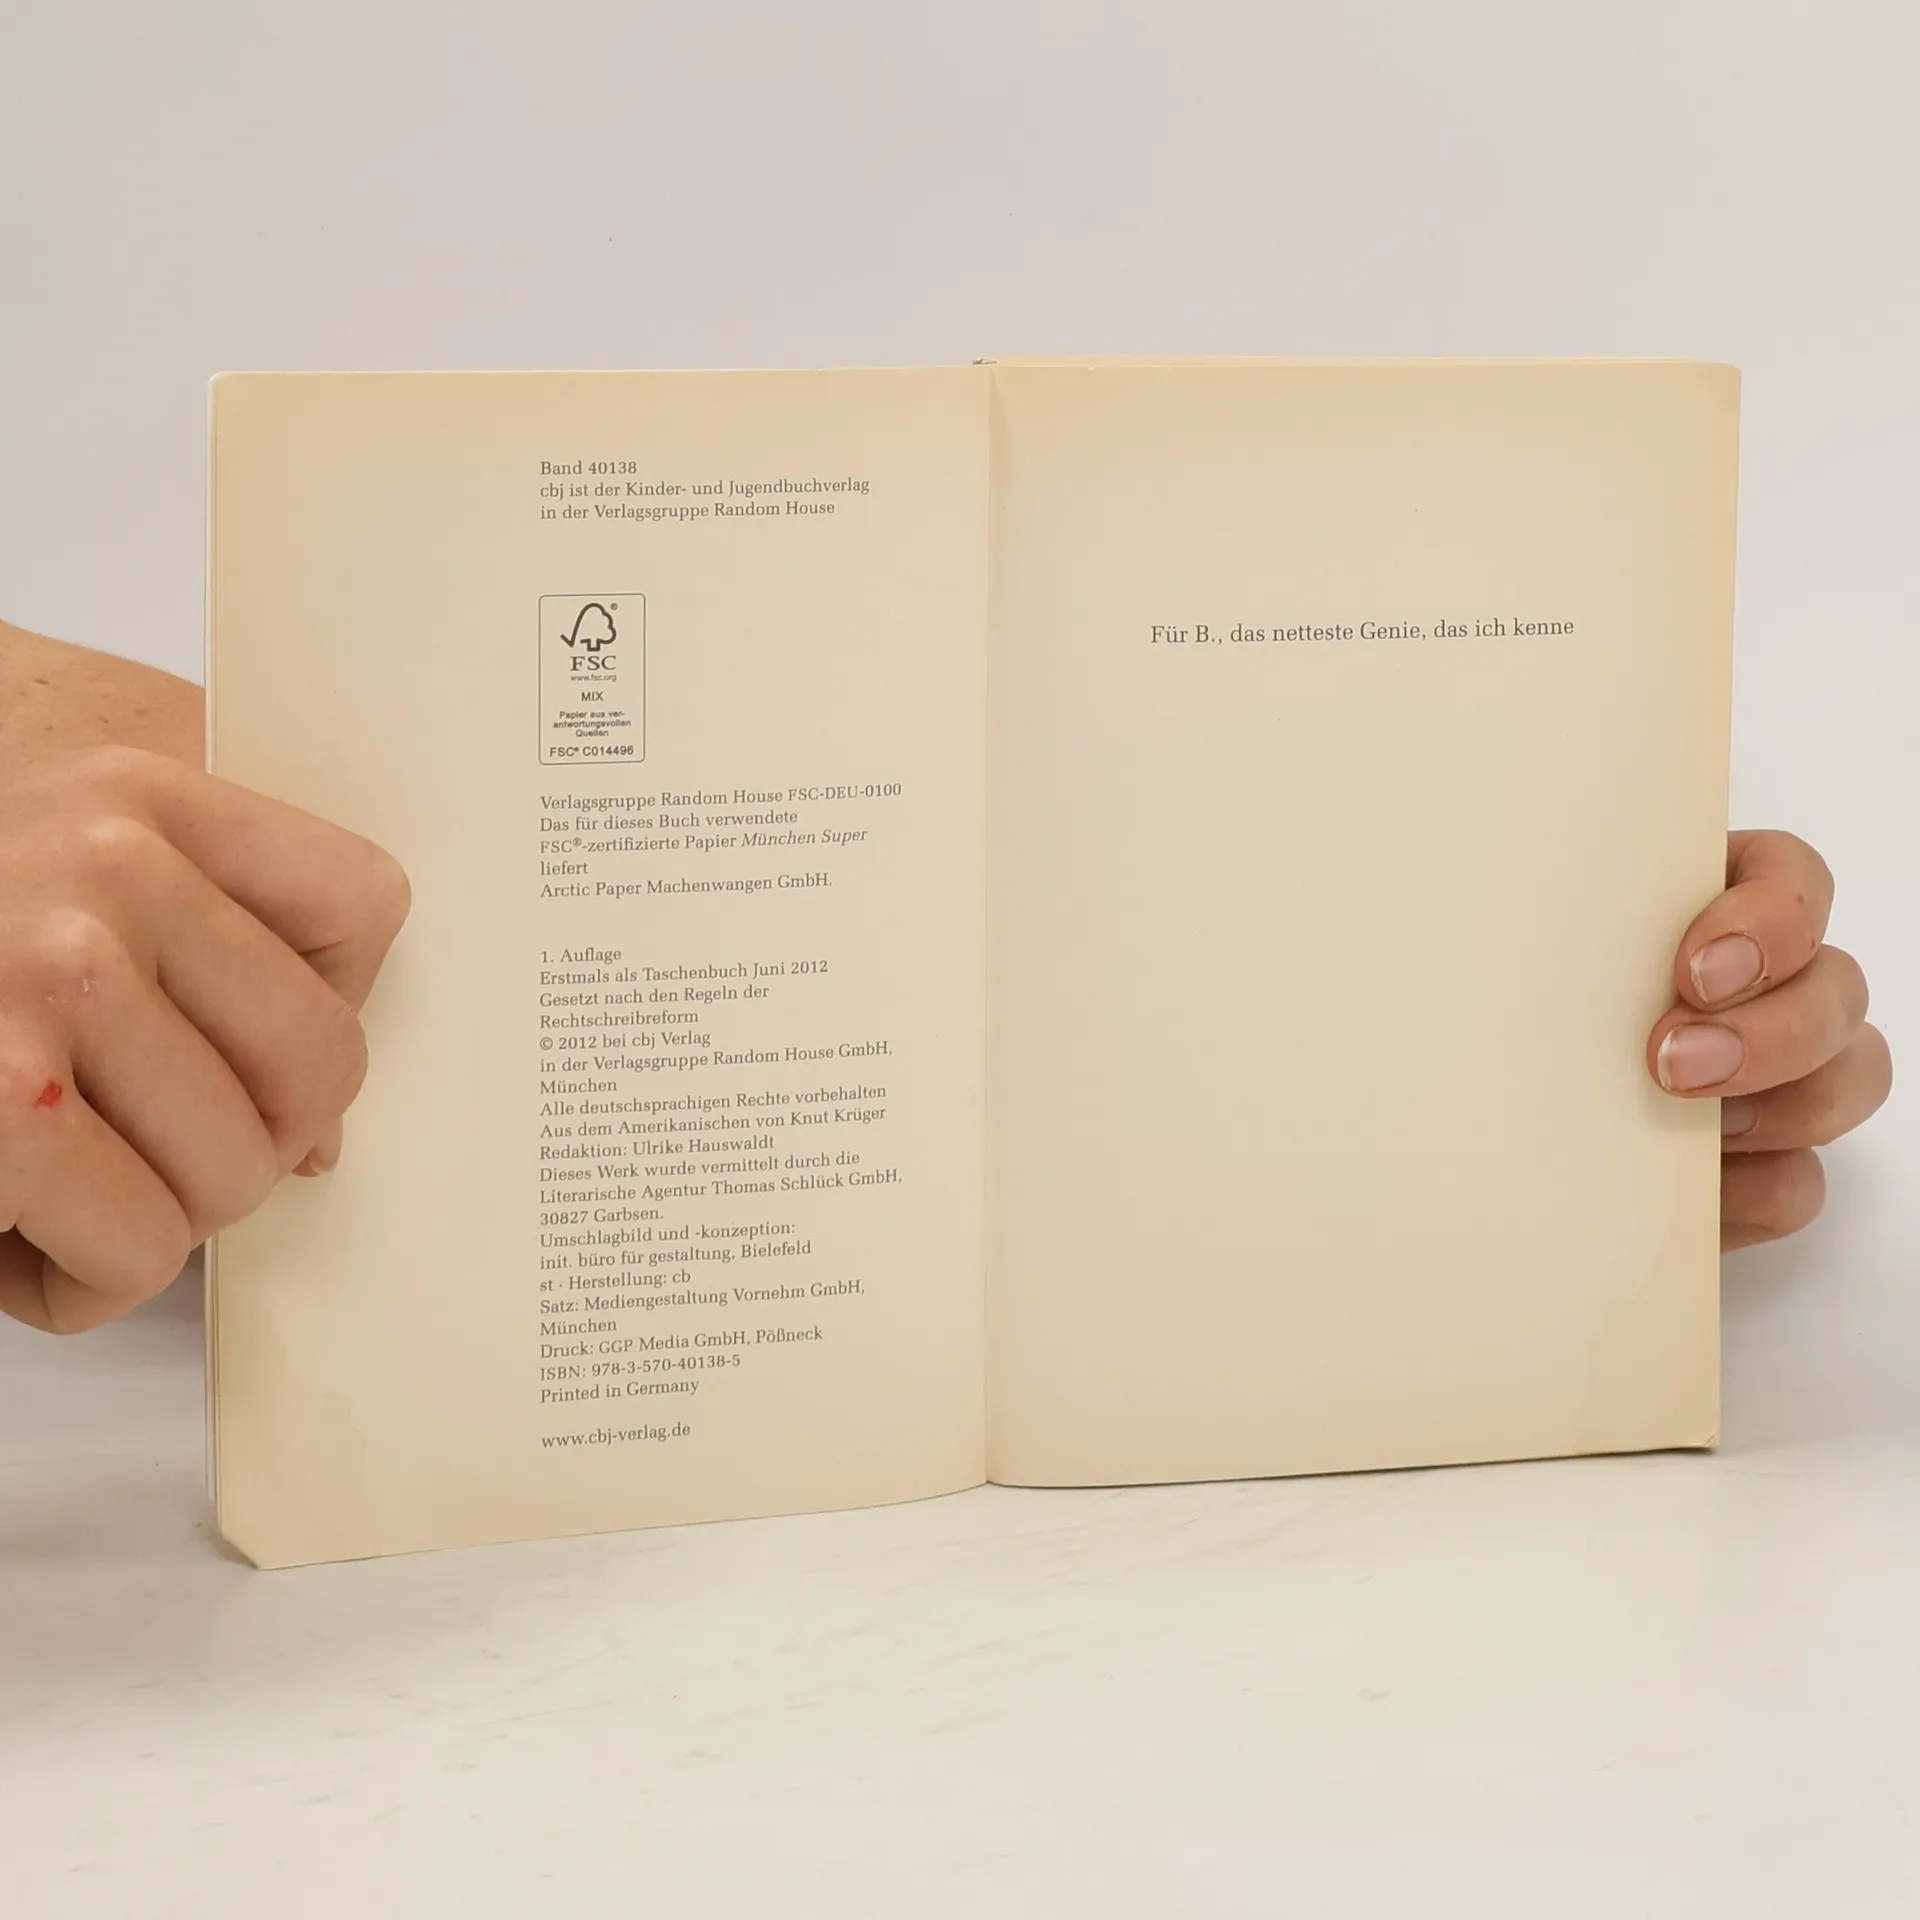 Band 40138
cbj ist der Kinder- und Jugendbuchverlag
in der Verlagsgruppe Random House
FSC®
www.fsc.org
MIX
Papier aus ver-
antwortungsvollen
Quellen
FSC® C014496
Verlagsgruppe Random House FSC-DEU-0100
Das für dieses Buch verwendete
FSC®-zertifizierte Papier München Super
liefert
Arctic Paper Machenwangen GmbH.
1. Auflage
Erstmals als Taschenbuch Juni 2012
Gesetzt nach den Regeln der
Rechtschreibreform
© 2012 bei cbj Verlag
in der Verlagsgruppe Random House GmbH,
München
Alle deutschsprachigen Rechte vorbehalten
Aus dem Amerikanischen von Knut Krüger
Redaktion: Ulrike Hauswaldt
Dieses Werk wurde vermittelt durch die
Literarische Agentur Thomas Schlück GmbH,
30827 Garbsen.
Umschlagbild und -konzeption:
init. büro für gestaltung, Bielefeld
st · Herstellung: cb
Satz: Mediengestaltung Vornehm GmbH,
München
Druck: GGP Media GmbH, Pößneck
ISBN: 978-3-570-40138-5
Printed in Germany
www.cbj-verlag.de
Für B., das netteste Genie, das ich kenne